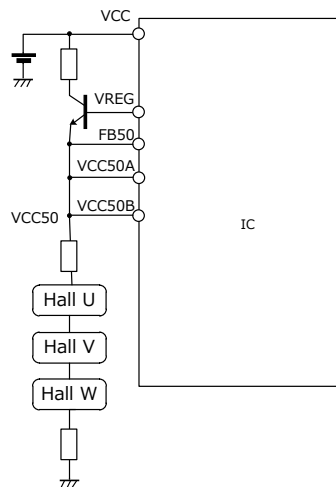 VCC
VREG
FB50
VCC50A
VCC50 VCC50B
IC
Hall U
Hall V
Hall W